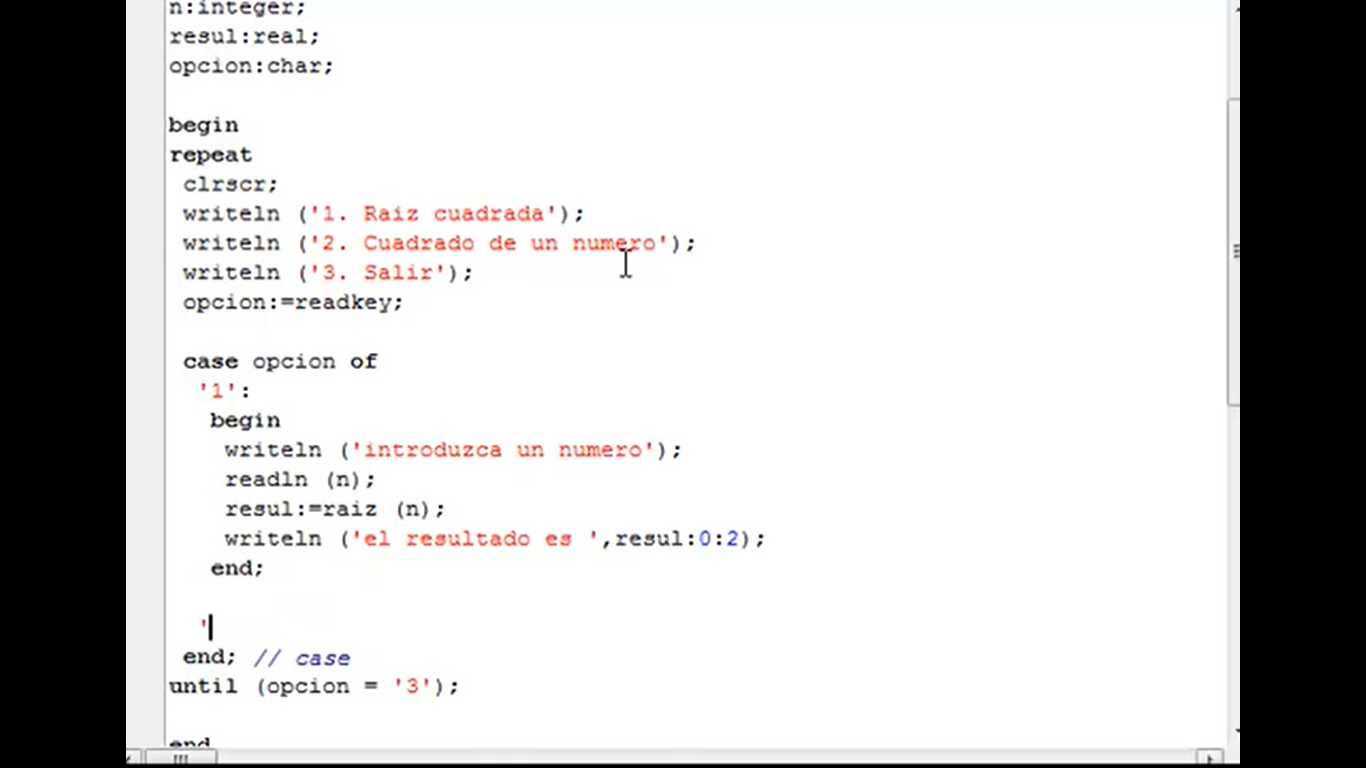 n:integer;
resul:real;
opcion:char;
begin
repeat
clrscr;
writeln ('1. Raiz cuadrada');
writeln ('2. Cuadrado de un numero');
writeln ('3. Salir');
opcion:=readkey;
case opcion of
'1':
begin
writeln ('introduzca un numero');
readln (n);
resul:=raiz (n);
writeln ('el resultado es ',resul:0:2);
end;
'
end; // case
until (opcion = '3');
end